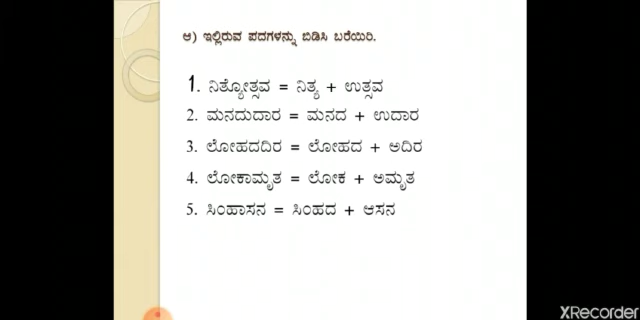 ಆ) ಇಲ್ಲಿರುವ ಪದಗಳನ್ನು ಬಿಡಿಸಿ ಬರೆಯಿರಿ.
1. ನಿತ್ಯೋತ್ಸವ = ನಿತ್ಯ + ಉತ್ಸವ
2. ಮನದುದಾರ = ಮನದ + ಉದಾರ
3. ಲೋಹದದಿರ = ಲೋಹದ + ಅದಿರ
4. ಲೋಕಾಮೃತ = ಲೋಕ + ಅಮೃತ
5. ಸಿಂಹಾಸನ = ಸಿಂಹದ + ಆಸನ
XRecorder